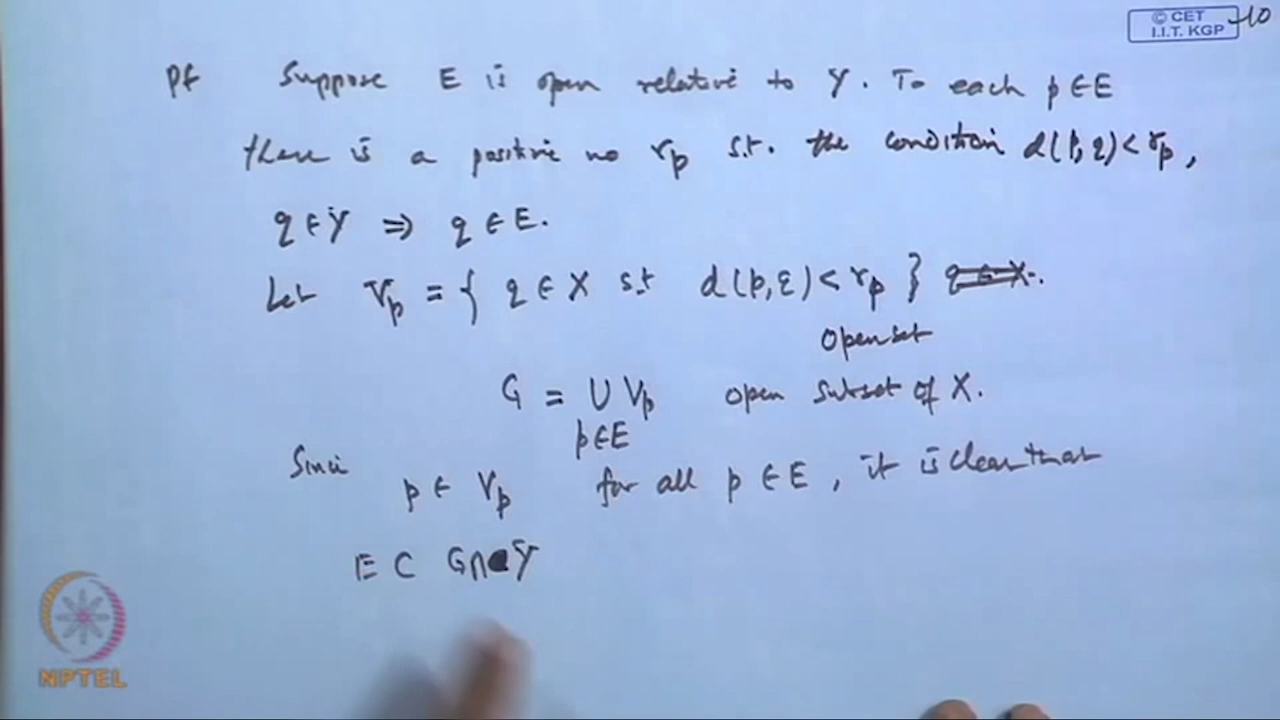 © CET
I.I.T. KGP
-10
Pf Suppose E is open relative to Y. To each p ∈ E
there is a positive no r_p s.t. the condition d(p,q) < r_p,
q ∈ Y ⇒ q ∈ E.
Let V_p = { q ∈ X s.t d(p,q) < r_p }
open set
G = ∪ V_p open subset of X.
p∈E
Since p ∈ V_p for all p ∈ E, it is clear that
E ⊂ G∩Y
NPTEL